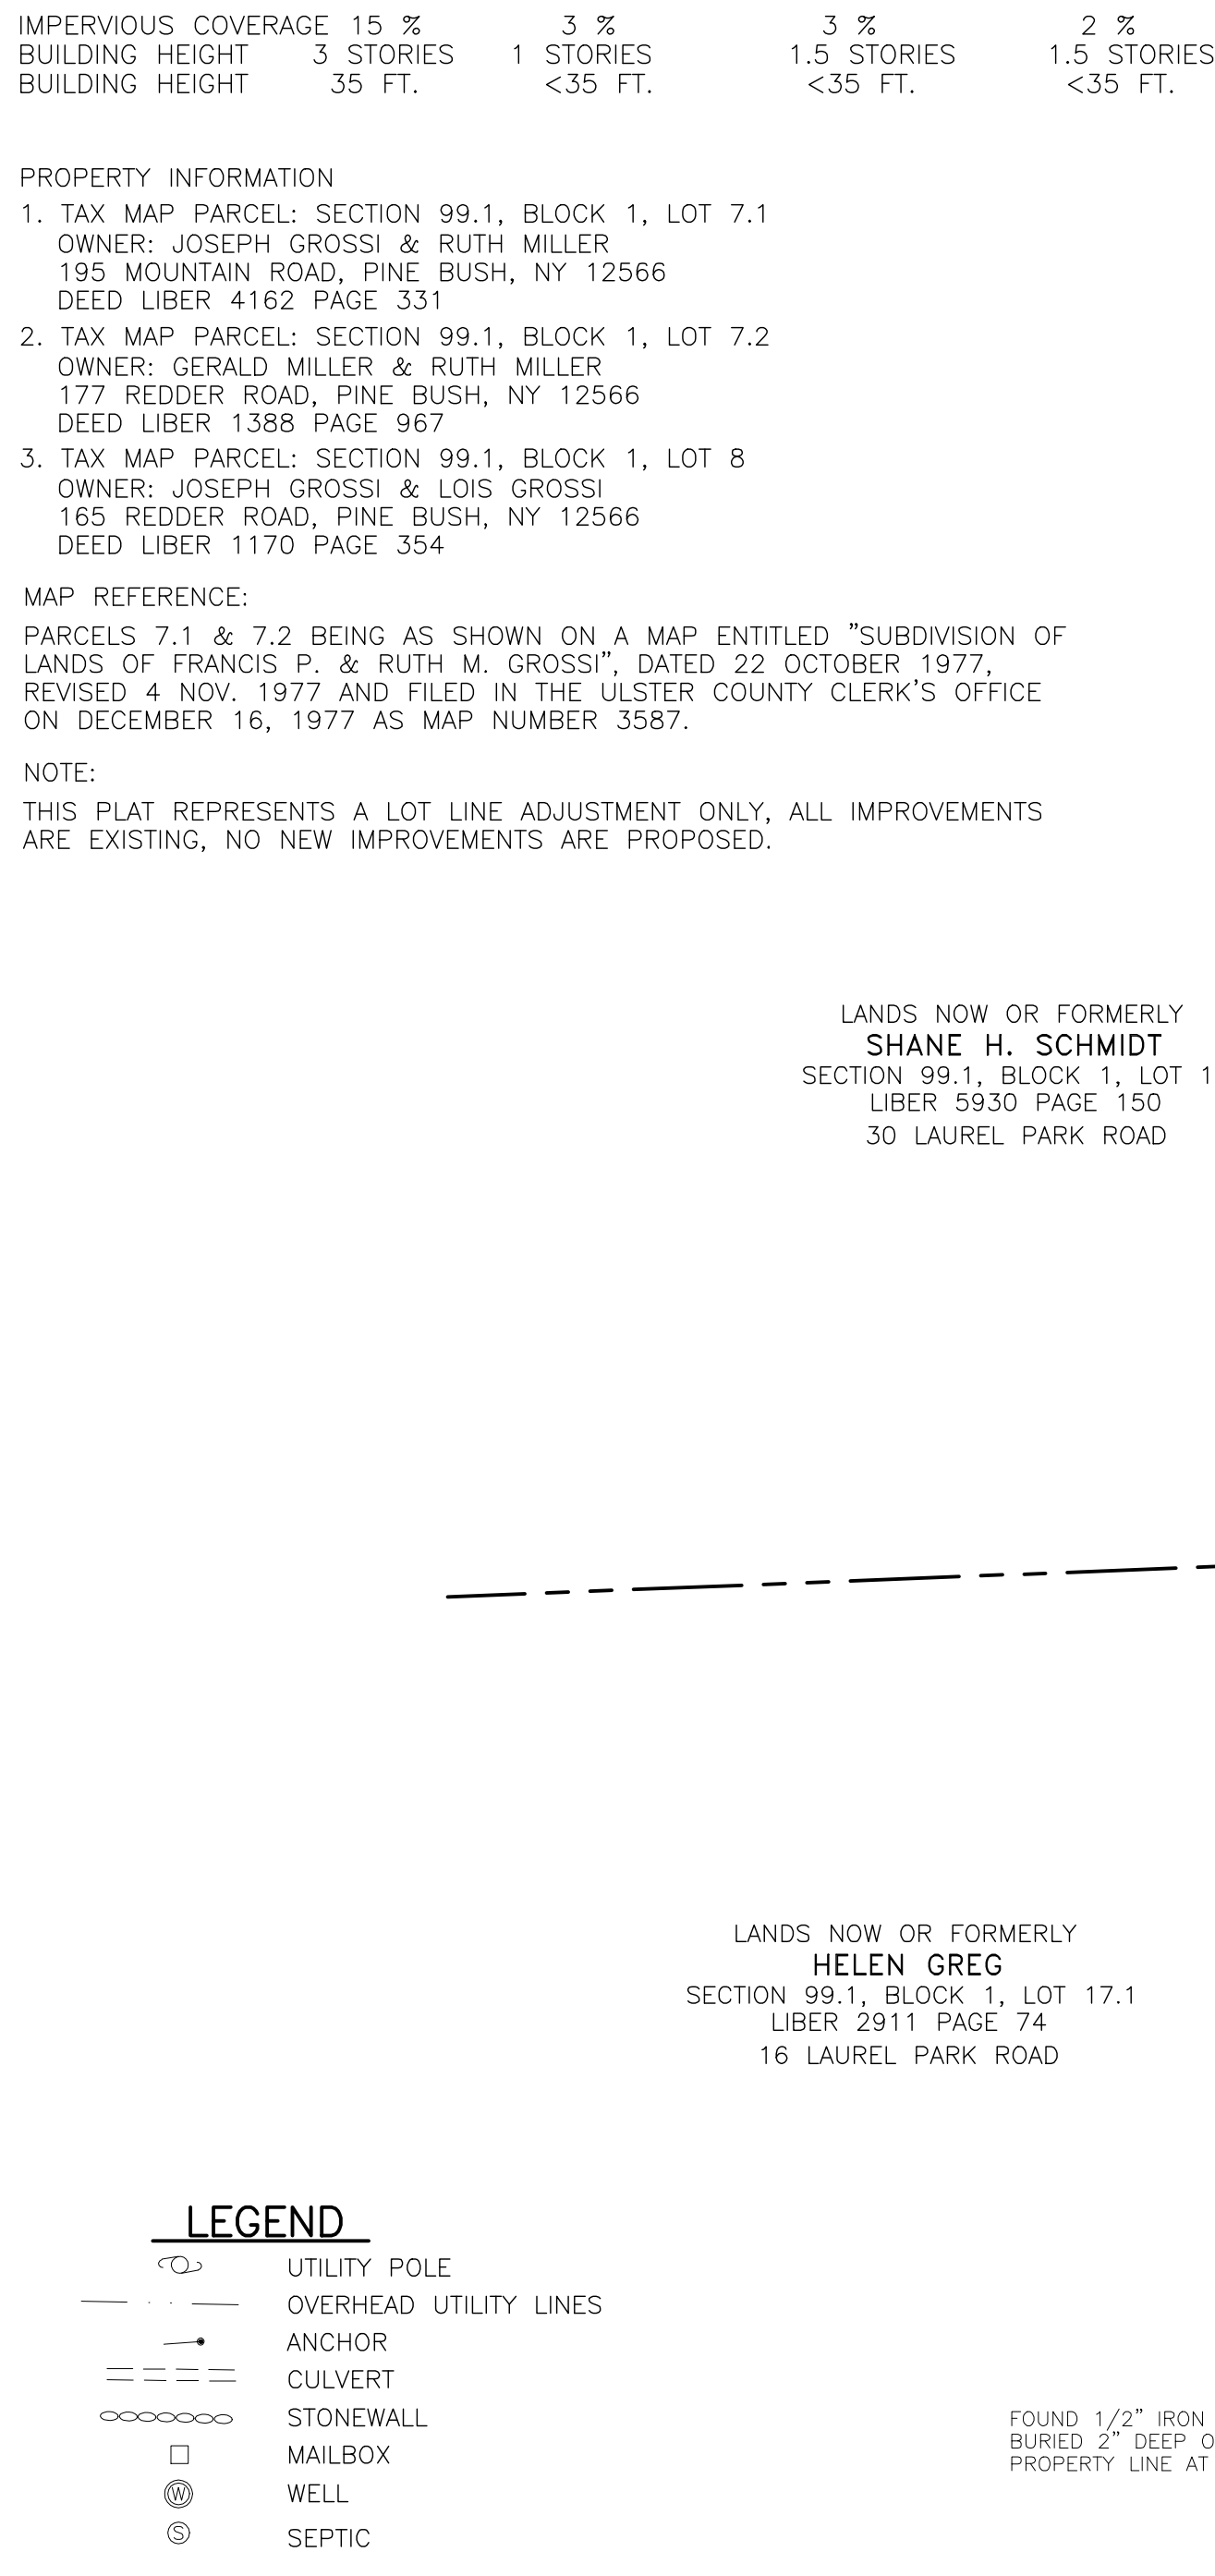 IMPERVIOUS COVERAGE 15 % 3 % 3 % 2 %
BUILDING HEIGHT 3 STORIES 1 STORIES 1.5 STORIES 1.5 STORIES
BUILDING HEIGHT 35 FT. <35 FT. <35 FT. <35 FT.
PROPERTY INFORMATION
1. TAX MAP PARCEL: SECTION 99.1, BLOCK 1, LOT 7.1
OWNER: JOSEPH GROSSI & RUTH MILLER
195 MOUNTAIN ROAD, PINE BUSH, NY 12566
DEED LIBER 4162 PAGE 331
2. TAX MAP PARCEL: SECTION 99.1, BLOCK 1, LOT 7.2
OWNER: GERALD MILLER & RUTH MILLER
177 REDDER ROAD, PINE BUSH, NY 12566
DEED LIBER 1388 PAGE 967
3. TAX MAP PARCEL: SECTION 99.1, BLOCK 1, LOT 8
OWNER: JOSEPH GROSSI & LOIS GROSSI
165 REDDER ROAD, PINE BUSH, NY 12566
DEED LIBER 1170 PAGE 354
MAP REFERENCE:
PARCELS 7.1 & 7.2 BEING AS SHOWN ON A MAP ENTITLED "SUBDIVISION OF
LANDS OF FRANCIS P. & RUTH M. GROSSI", DATED 22 OCTOBER 1977,
REVISED 4 NOV. 1977 AND FILED IN THE ULSTER COUNTY CLERK'S OFFICE
ON DECEMBER 16, 1977 AS MAP NUMBER 3587.
NOTE:
THIS PLAT REPRESENTS A LOT LINE ADJUSTMENT ONLY, ALL IMPROVEMENTS
ARE EXISTING, NO NEW IMPROVEMENTS ARE PROPOSED.
LANDS NOW OR FORMERLY
SHANE H. SCHMIDT
SECTION 99.1, BLOCK 1, LOT 1
LIBER 5930 PAGE 150
30 LAUREL PARK ROAD
LANDS NOW OR FORMERLY
HELEN GREG
SECTION 99.1, BLOCK 1, LOT 17.1
LIBER 2911 PAGE 74
16 LAUREL PARK ROAD
LEGEND
UTILITY POLE
OVERHEAD UTILITY LINES
ANCHOR
CULVERT
STONEWALL
MAILBOX
W WELL
S SEPTIC
FOUND 1/2" IRON
BURIED 2" DEEP O
PROPERTY LINE AT